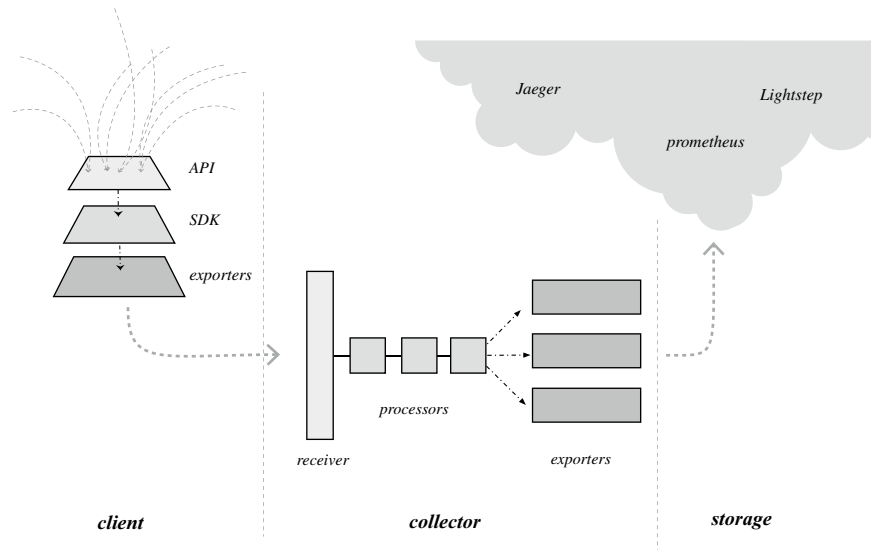 Jaeger
Lightstep
prometheus
API
SDK
exporters
processors
receiver
exporters
client
collector
storage